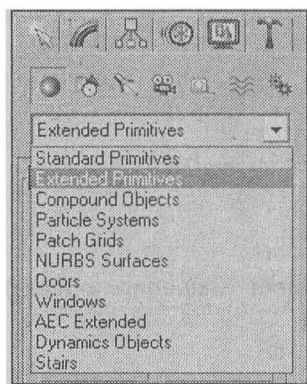 Extended Primitives
Standard Primitives
Extended Primitives
Compound Objects
Particle Systems
Patch Grids
NURBS Surfaces
Doors
Windows
AEC Extended
Dynamics Objects
Stairs